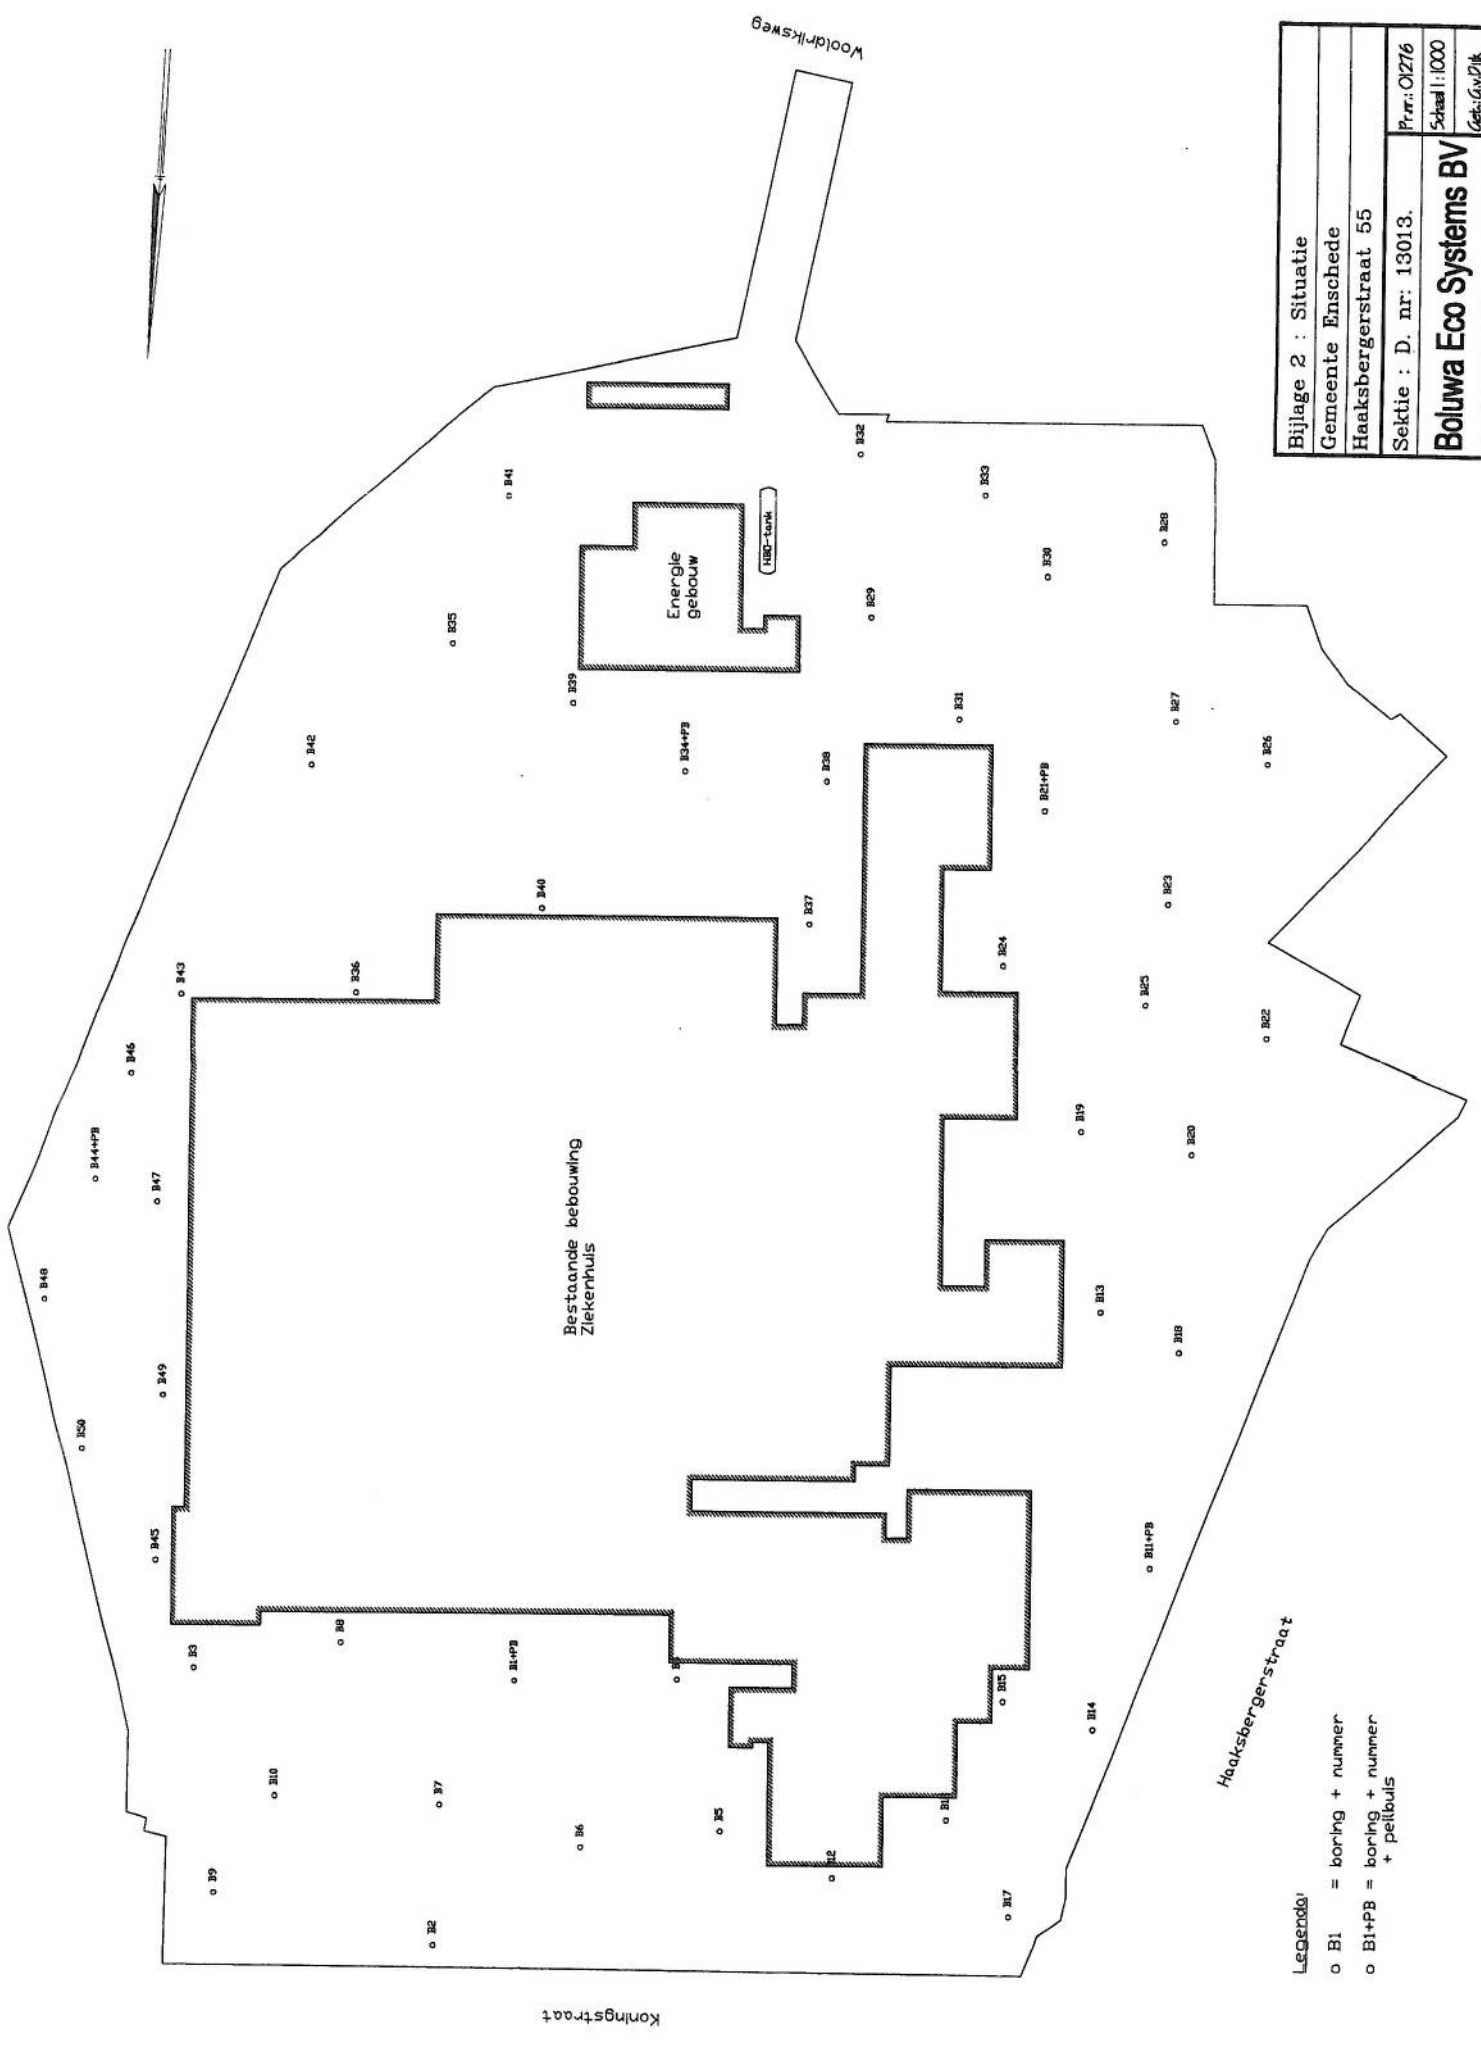 Wooldriksweg
B41
B32
B33
B28
HBO-tank
Energie
gebouw
B30
B29
B35
B39
B31
B27
B42
B34+PB
B38
B26
B21+PB
B40
B37
B23
B43
B36
B24
B25
B46
B22
B44+PB
B47
B19
B20
Bestaande bebouwing
Ziekenhuis
B48
B13
B18
B49
B50
B45
B11+PB
B3
B8
B1+PB
B15
B14
B10
B7
B6
B5
B9
B17
B2
Haaksbergerstraat
Koningstraat
Legenda:
o B1 = boring + nummer
o B1+PB = boring + nummer
+ peilbuis
Bijlage 2 : Situatie
Gemeente Enschede
Haaksbergerstraat 55
Sektie : D. nr: 13013.
Pr.nr.: 01276
Boluwa Eco Systems BV
Schaal 1:1000